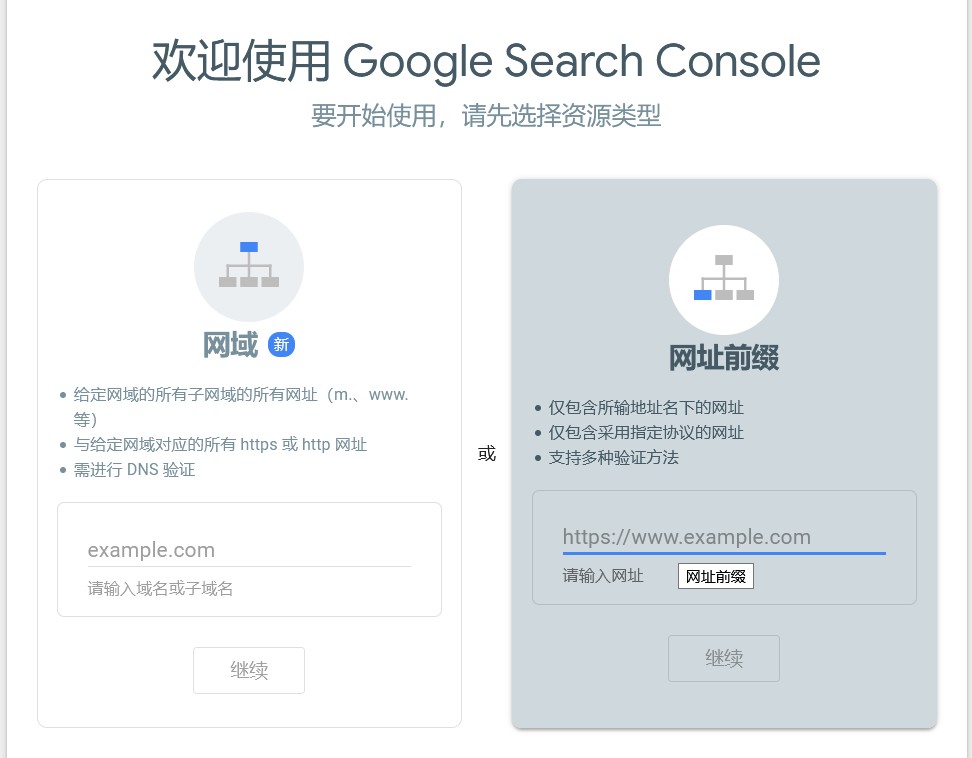 欢迎使用 Google Search Console
要开始使用，请先选择资源类型
网域 新
给定网域的所有子网域的所有网址（m.、www.
等）
与给定网域对应的所有 https 或 http 网址
需进行 DNS 验证
example.com
请输入域名或子域名
继续
或
网址前缀
仅包含所输地址名下的网址
仅包含采用指定协议的网址
支持多种验证方法
https://www.example.com
请输入网址 网址前缀
继续